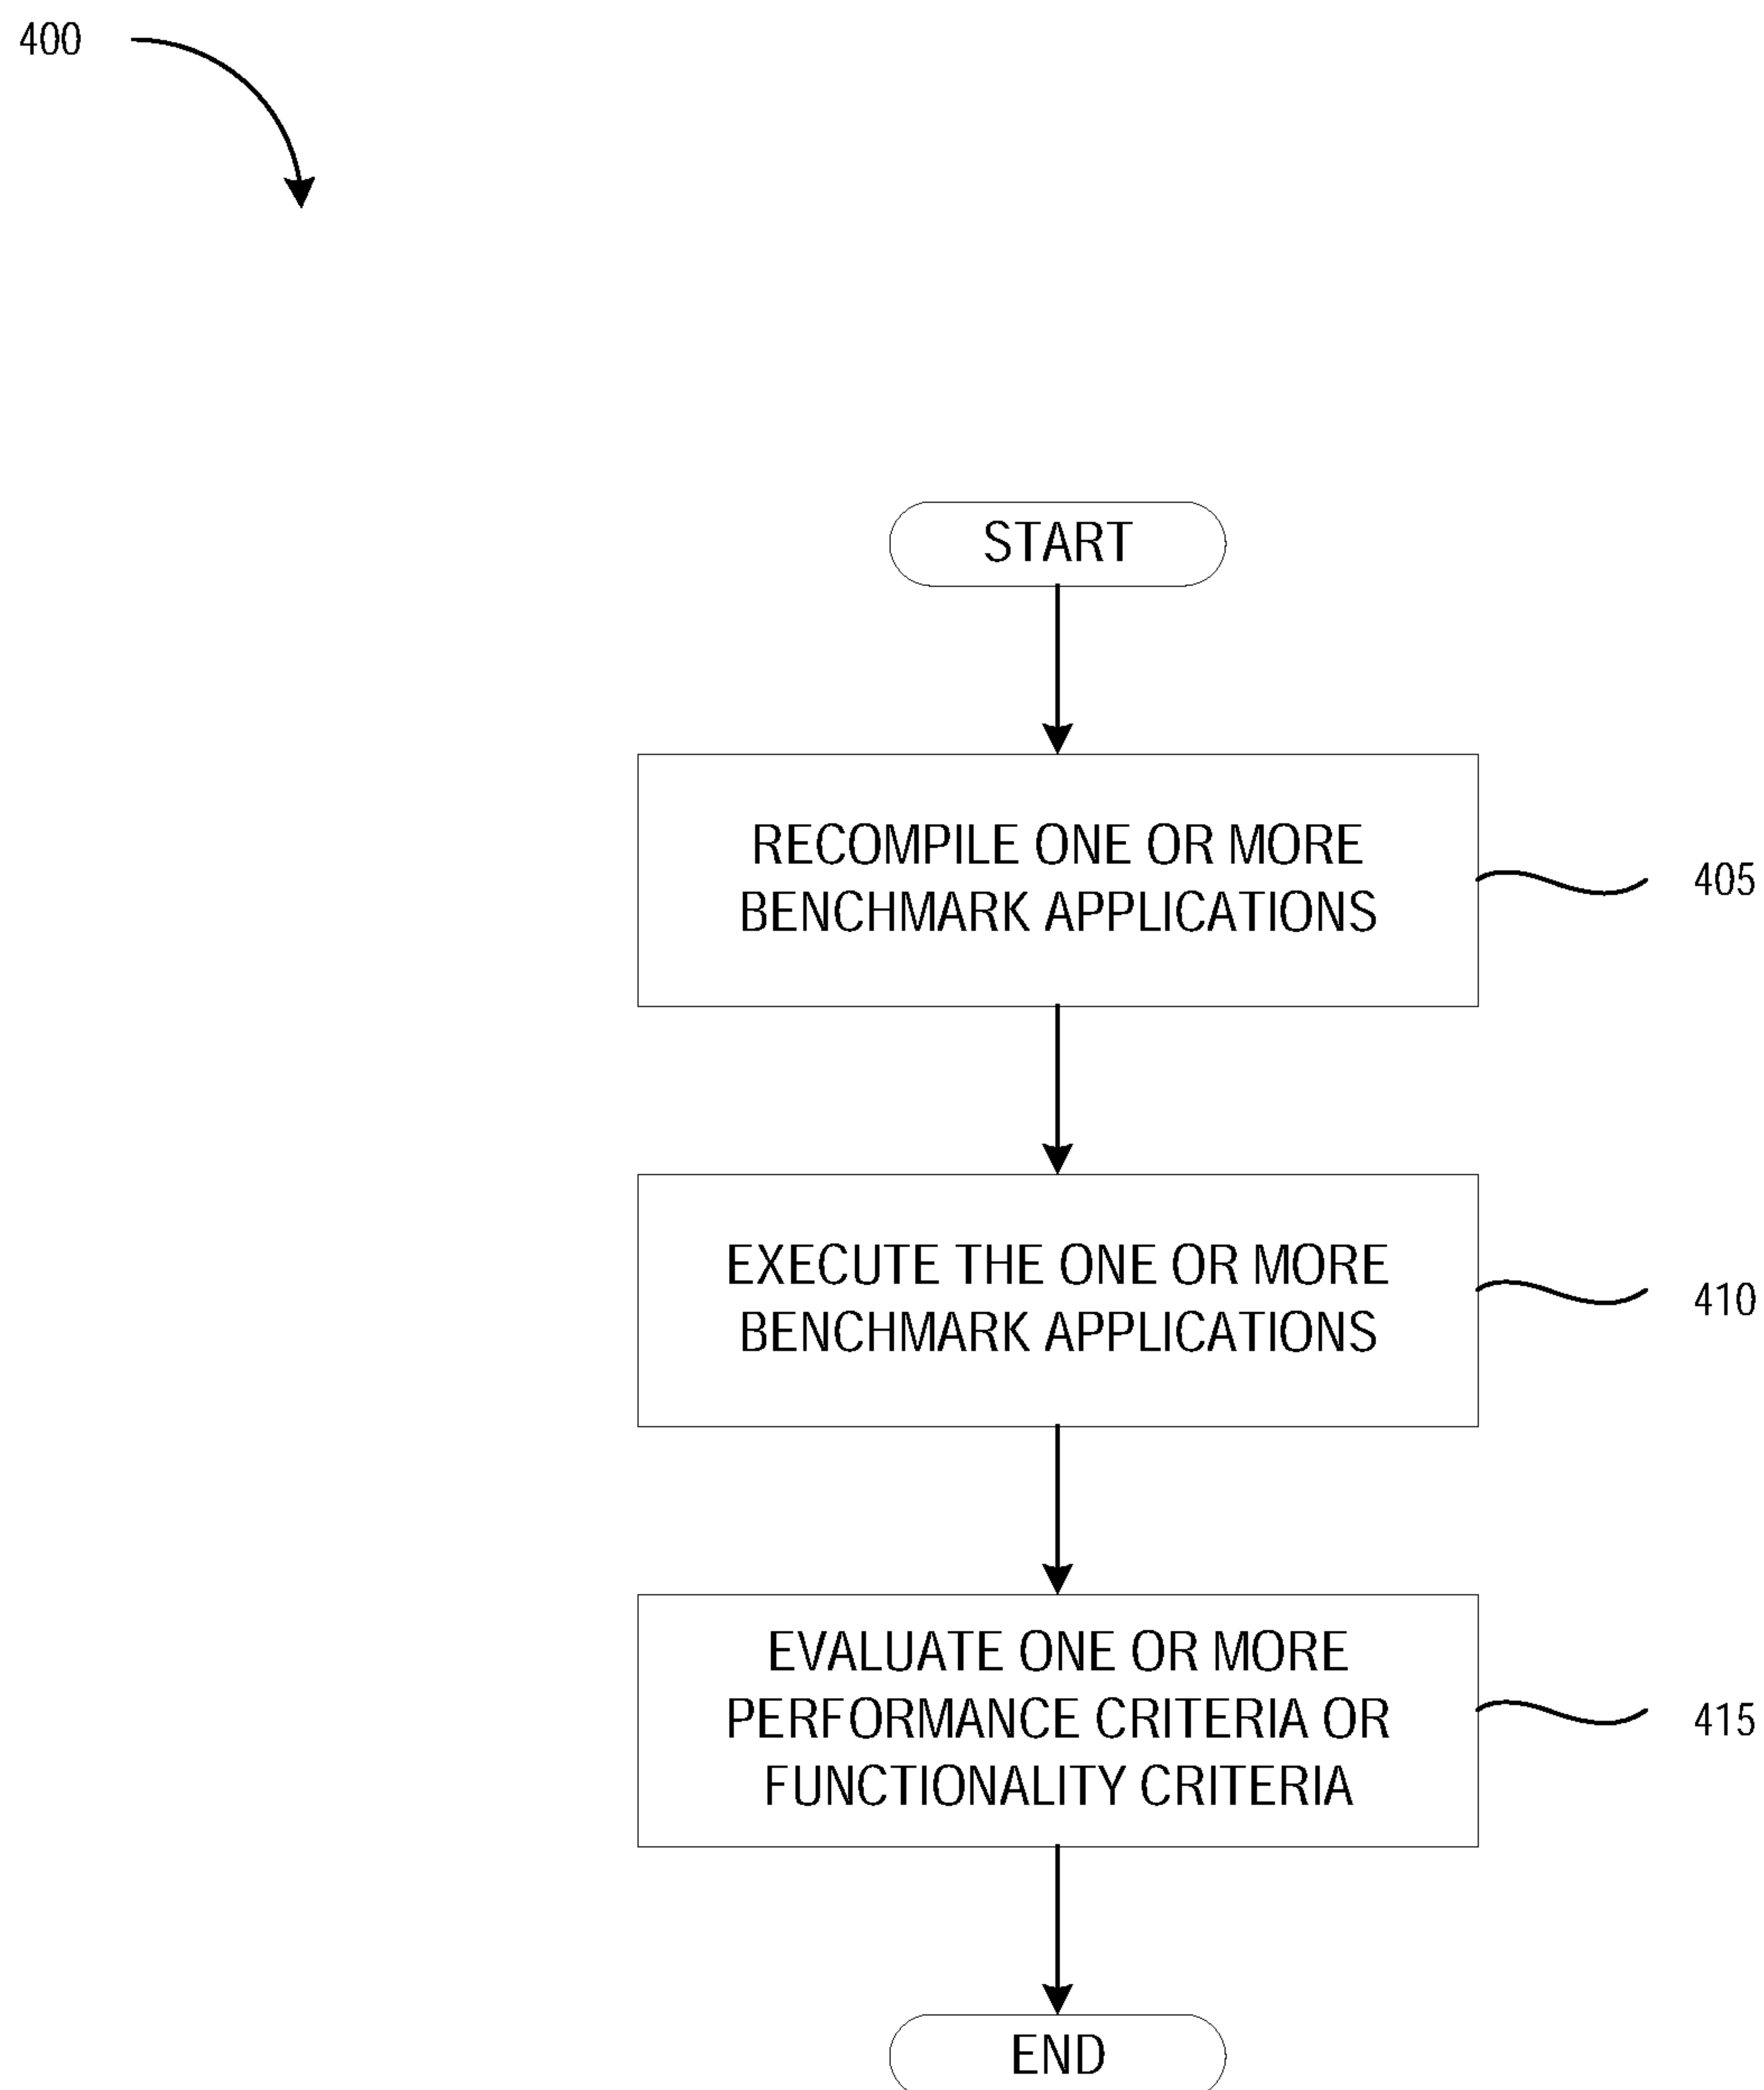 400
START
RECOMPILE ONE OR MORE
BENCHMARK APPLICATIONS
405
EXECUTE THE ONE OR MORE
BENCHMARK APPLICATIONS
410
EVALUATE ONE OR MORE
PERFORMANCE CRITERIA OR
FUNCTIONALITY CRITERIA
415
END